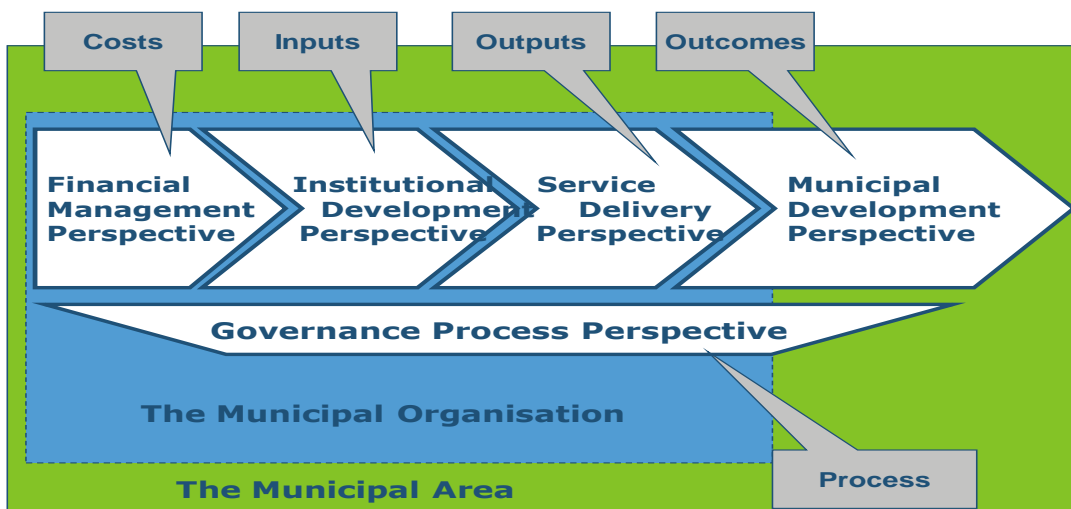 Costs
Inputs
Outputs
Outcomes
Financial
Management
Perspective
Institutional
Development
Perspective
Service
Delivery
Perspective
Municipal
Development
Perspective
Governance Process Perspective
The Municipal Organisation
Process
The Municipal Area